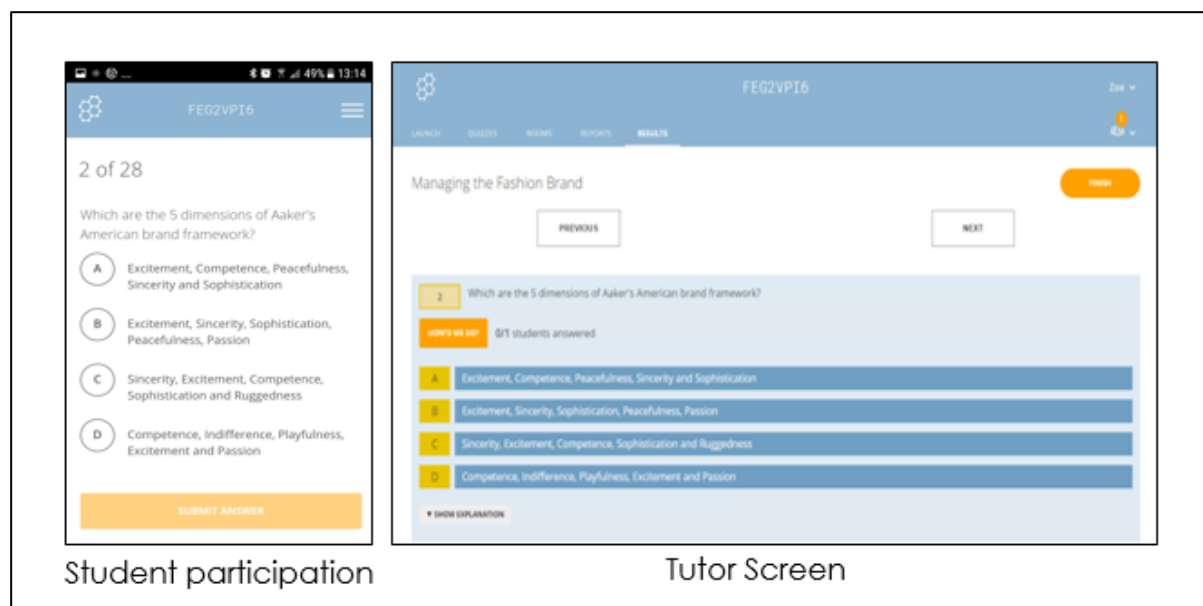 49% 13:14
FEG2VPI6
2 of 28
Which are the 5 dimensions of Aaker's
American brand framework?
A
Excitement, Competence, Peacefulness,
Sincerity and Sophistication
B
Excitement, Sincerity, Sophistication,
Peacefulness, Passion
C
Sincerity, Excitement, Competence,
Sophistication and Ruggedness
D
Competence, Indifference, Playfulness,
Excitement and Passion
SUBMIT ANSWER
Student participation
FEG2VPI6
Zoe
LAUNCH QUIZZES ROOMS REPORTS RESULTS
Managing the Fashion Brand
FINISH
PREVIOUS NEXT
2 Which are the 5 dimensions of Aaker's American brand framework?
HOW'D WE DO? 0/1 students answered
A Excitement, Competence, Peacefulness, Sincerity and Sophistication
B Excitement, Sincerity, Sophistication, Peacefulness, Passion
C Sincerity, Excitement, Competence, Sophistication and Ruggedness
D Competence, Indifference, Playfulness, Excitement and Passion
SHOW EXPLANATION
Tutor Screen